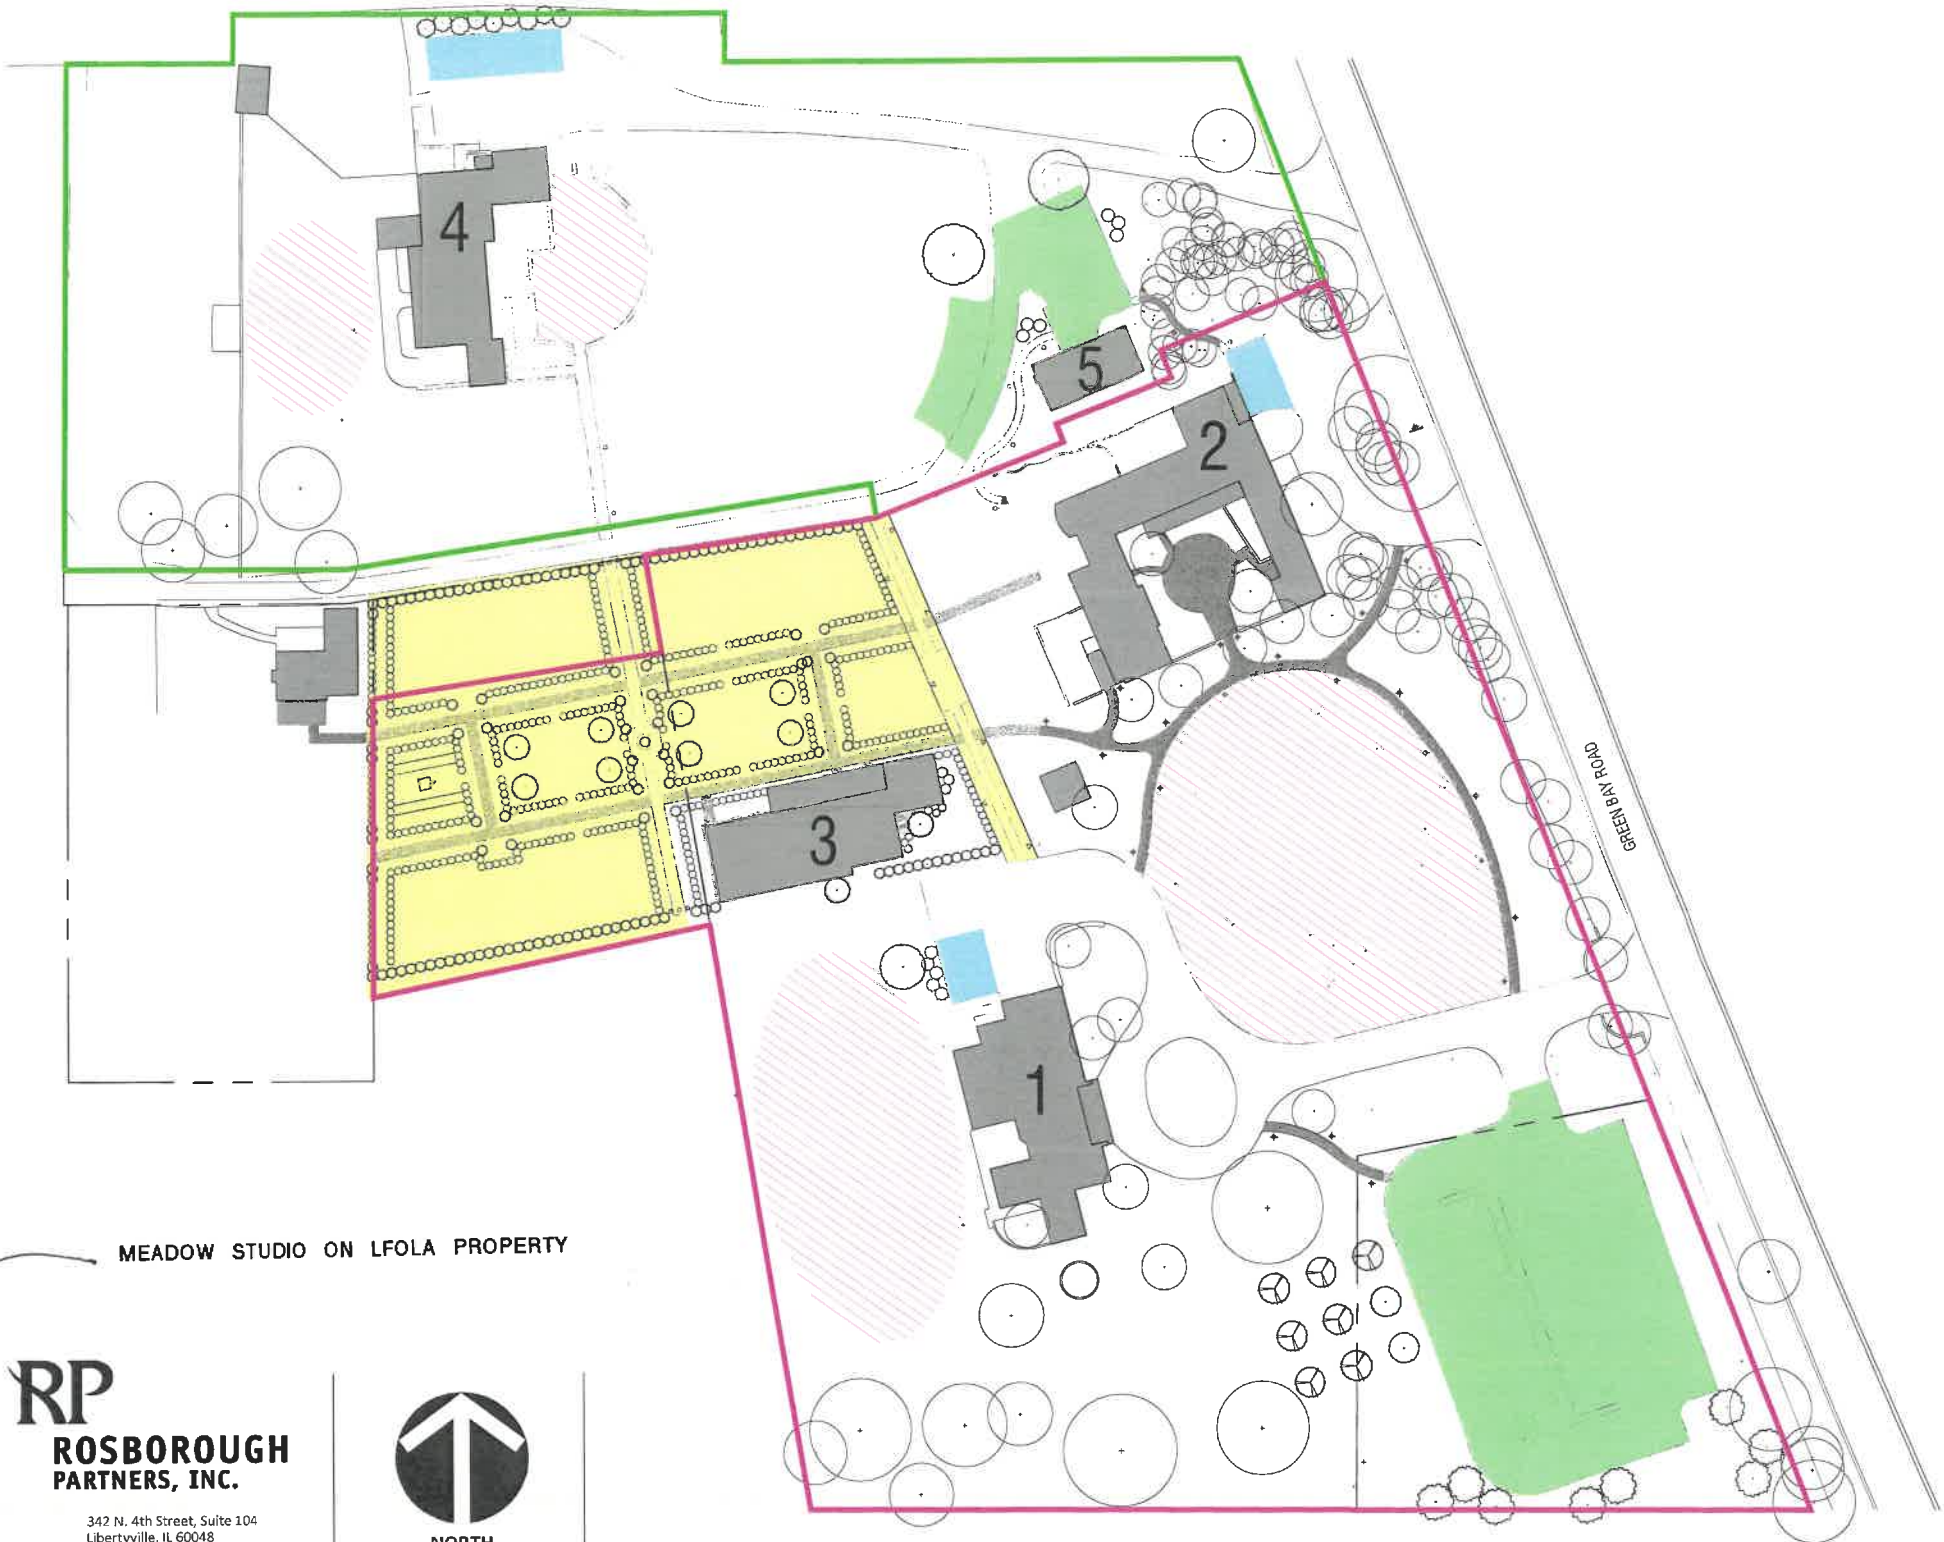 4
5
2
3
GREEN BAY ROAD
1
MEADOW STUDIO ON LFOLA PROPERTY
RP
ROSBOROUGH
PARTNERS, INC.
342 N. 4th Street, Suite 104
Libertyville, IL 60048
NORTH